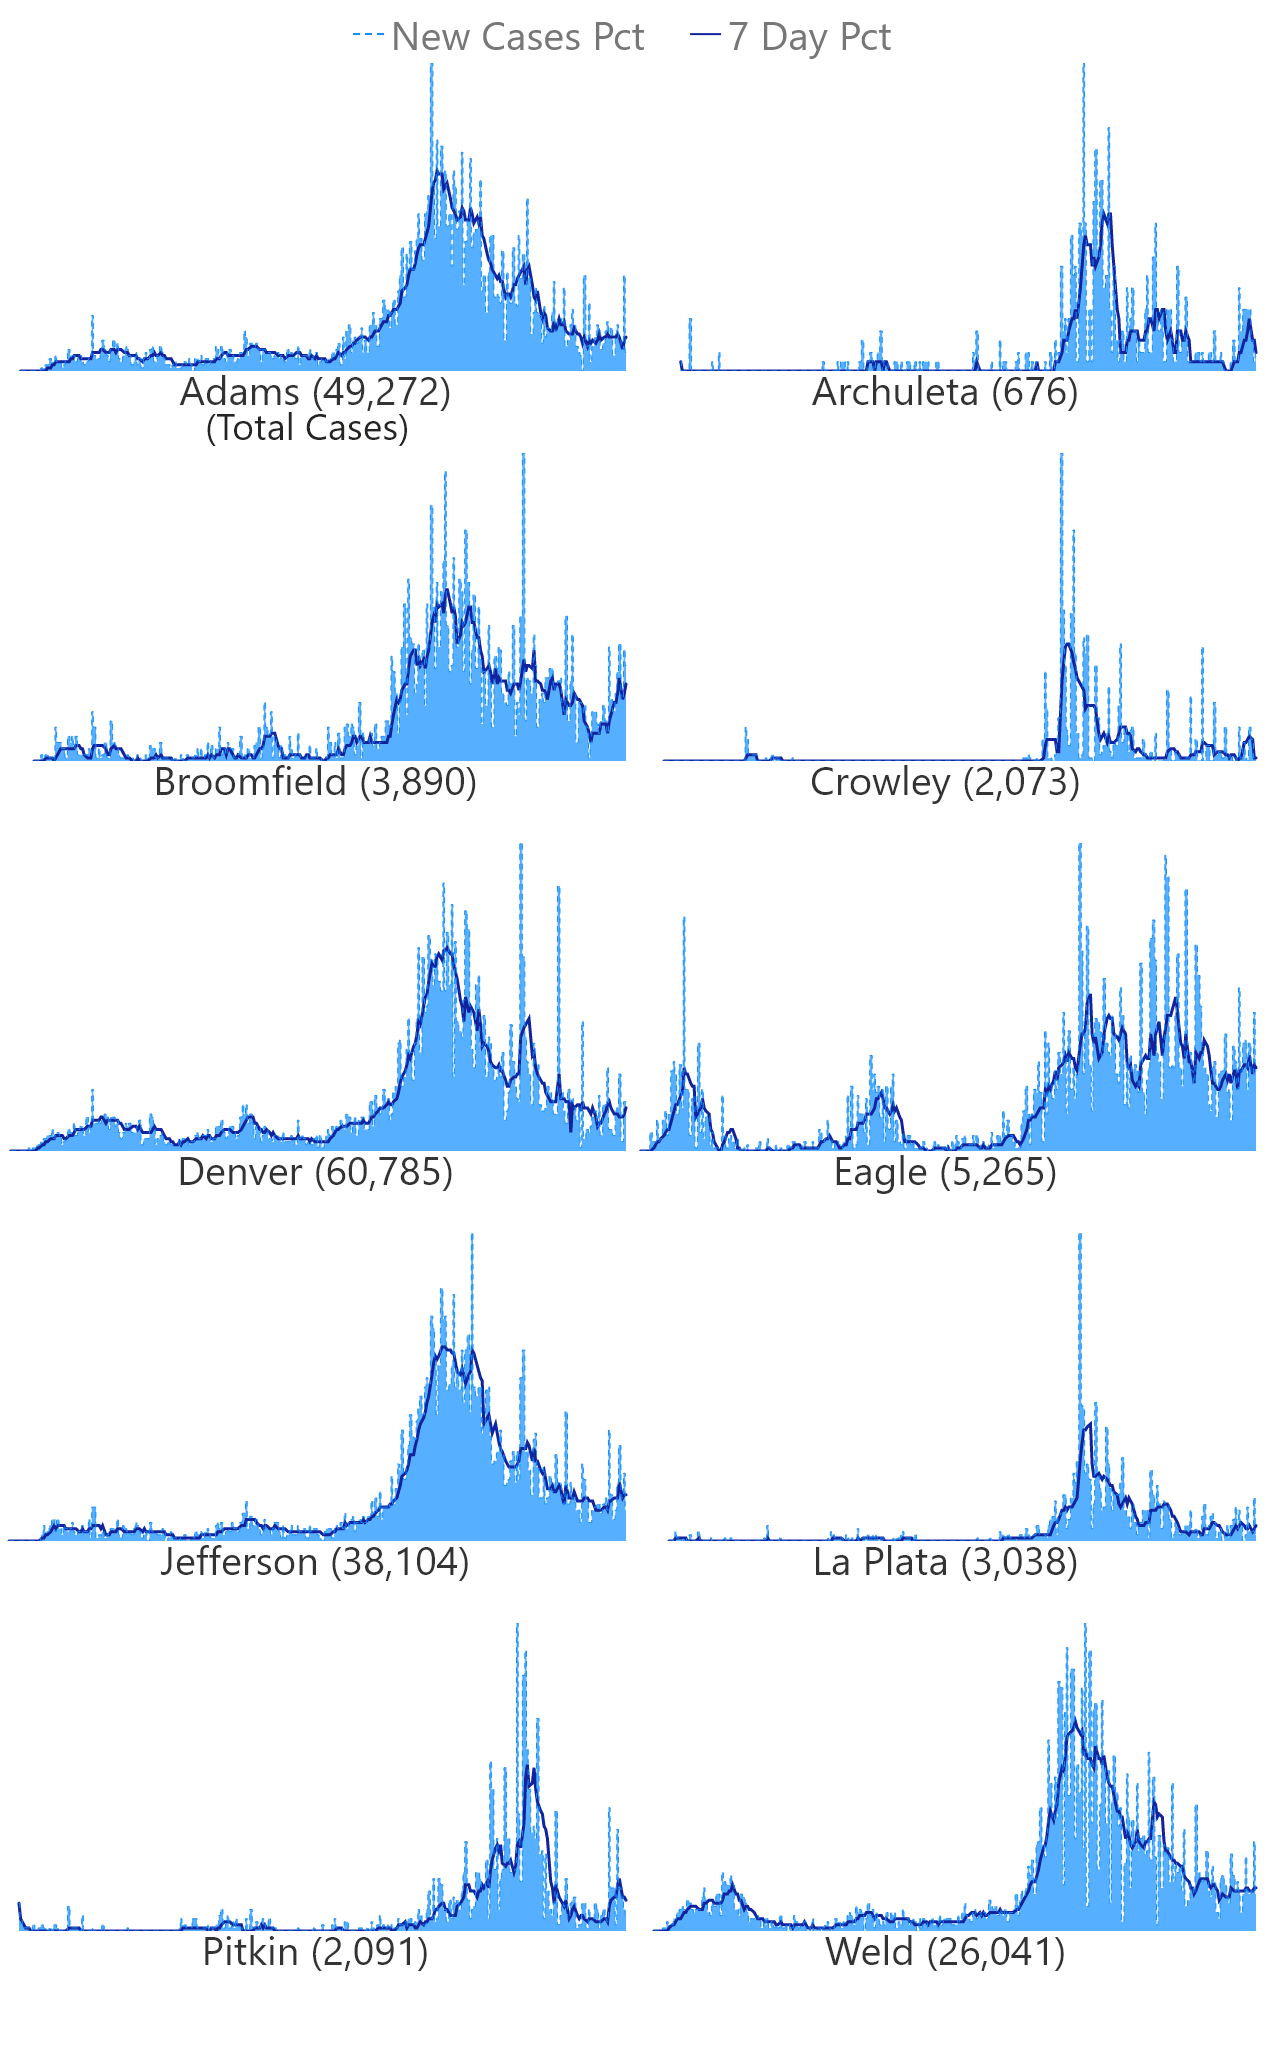 New Cases Pct 7 Day Pct
Adams (49,272)
(Total Cases)
Archuleta (676)
Broomfield (3,890)
Crowley (2,073)
Denver (60,785)
Eagle (5,265)
Jefferson (38,104)
La Plata (3,038)
Pitkin (2,091)
Weld (26,041)